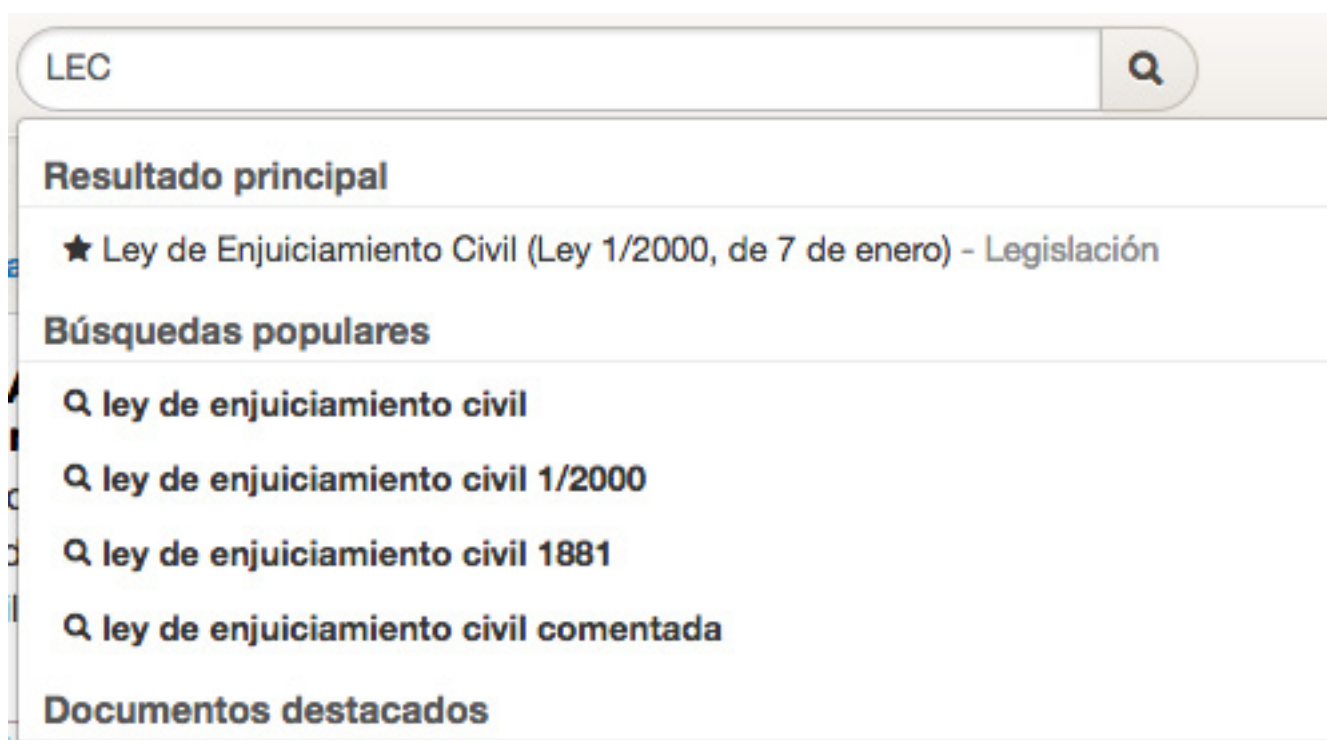 LEC
Resultado principal
★ Ley de Enjuiciamiento Civil (Ley 1/2000, de 7 de enero) - Legislación
Búsquedas populares
ley de enjuiciamiento civil
ley de enjuiciamiento civil 1/2000
ley de enjuiciamiento civil 1881
ley de enjuiciamiento civil comentada
Documentos destacados